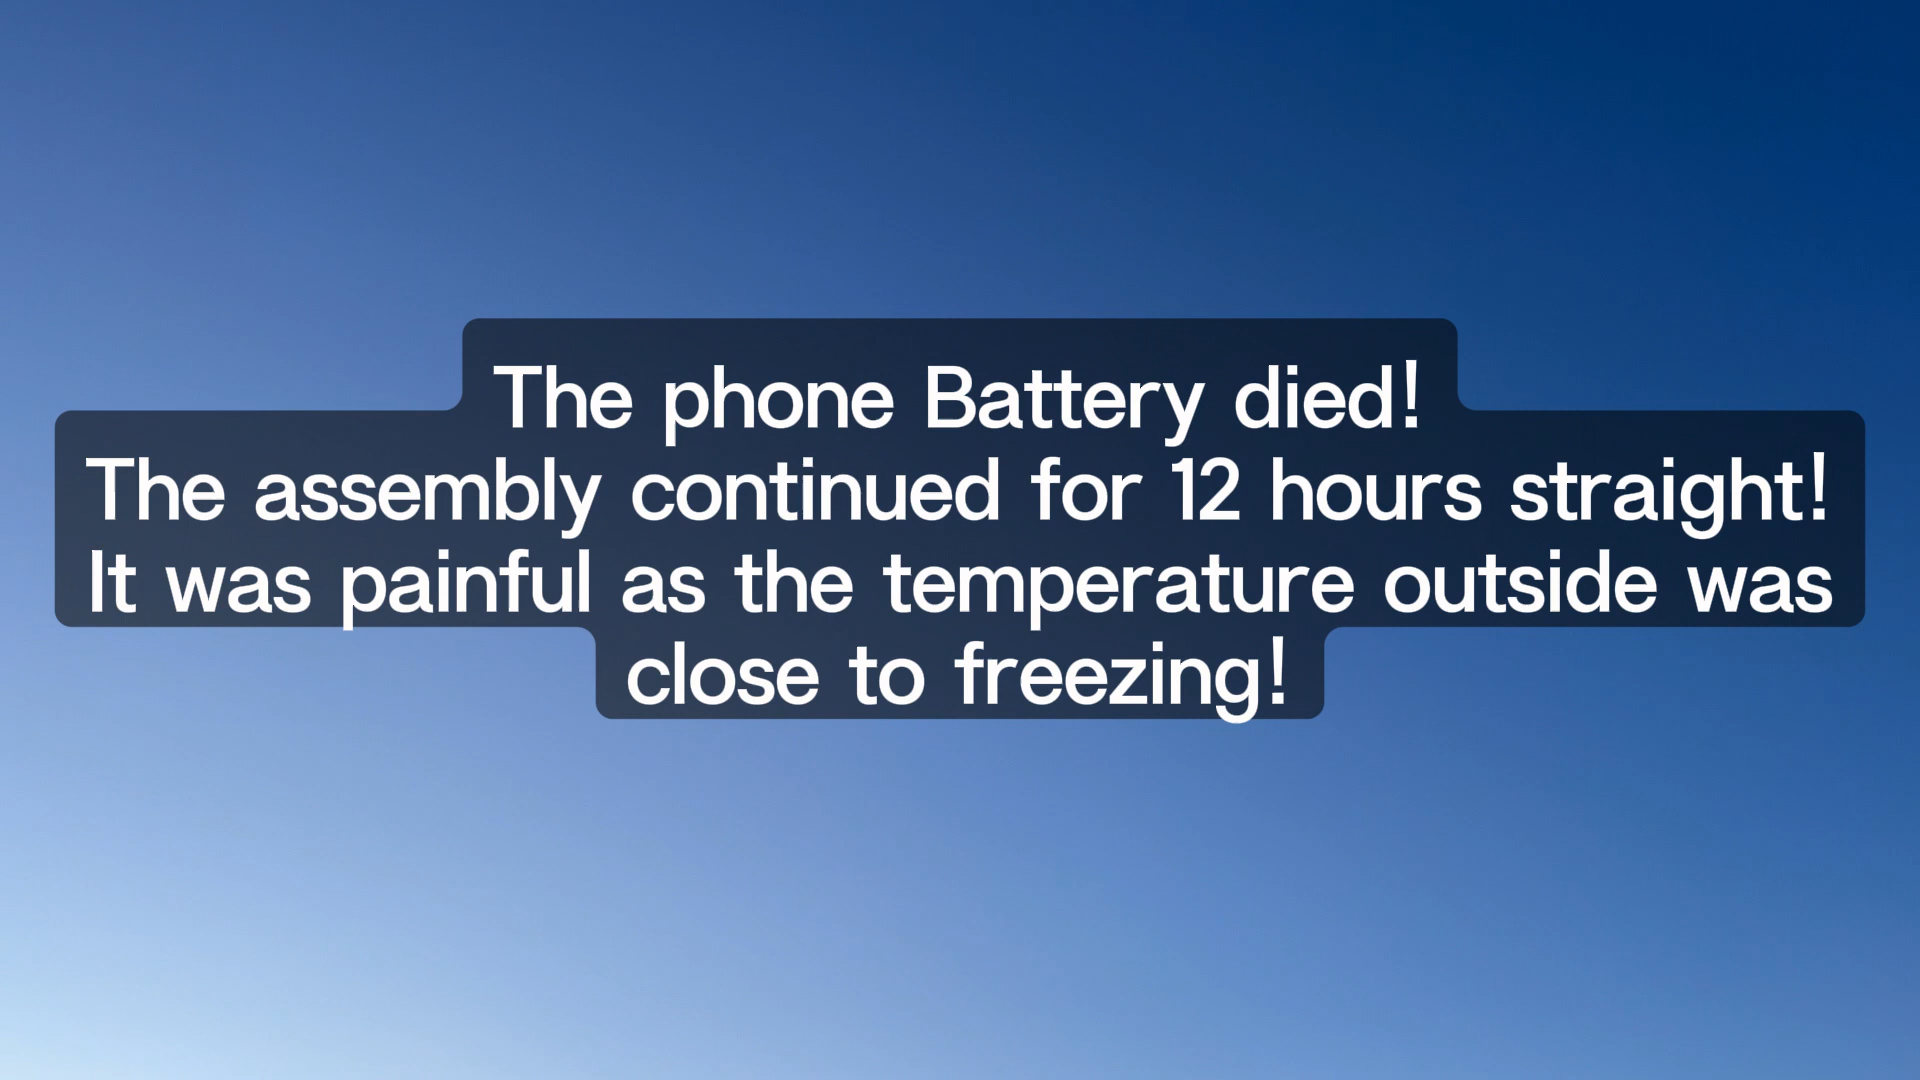 The phone Battery died!
The assembly continued for 12 hours straight!
It was painful as the temperature outside was
close to freezing!